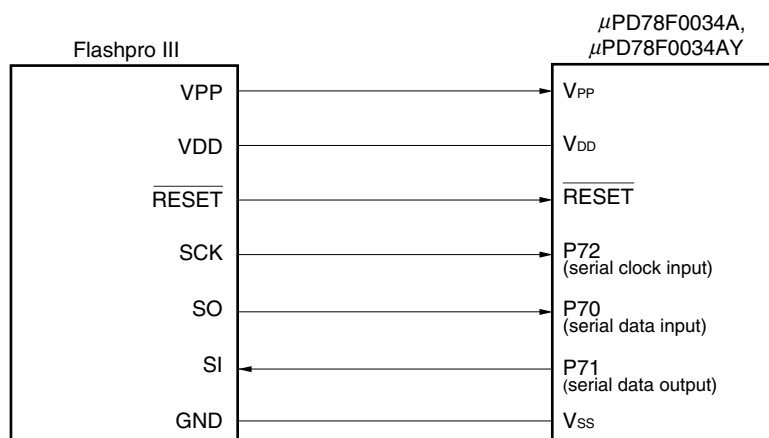 Flashpro III
μPD78F0034A,
μPD78F0034AY
VPP
VPP
VDD
VDD
RESET
RESET
SCK
P72
(serial clock input)
SO
P70
(serial data input)
SI
P71
(serial data output)
GND
VSS